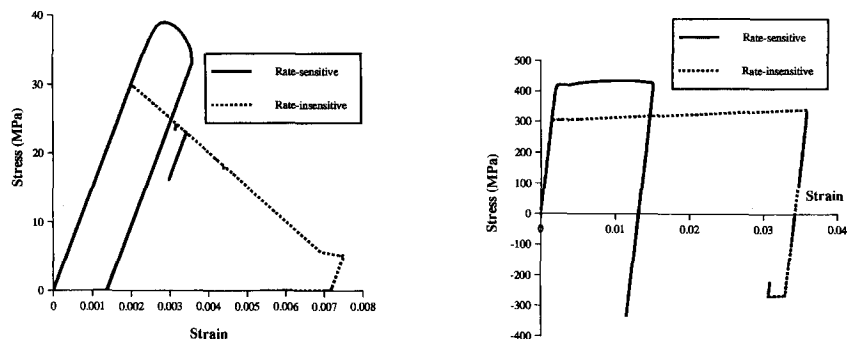 40
30
20
10
0
Stress (MPa)
Rate-sensitive
Rate-insensitive
0 0.001 0.002 0.003 0.004 0.005 0.006 0.007 0.008
Strain
Rate-sensitive
Rate-insensitive
500
400
300
200
100
0
-100
-200
-300
-400
Stress (MPa)
Strain
0 0.01 0.02 0.03 0.04